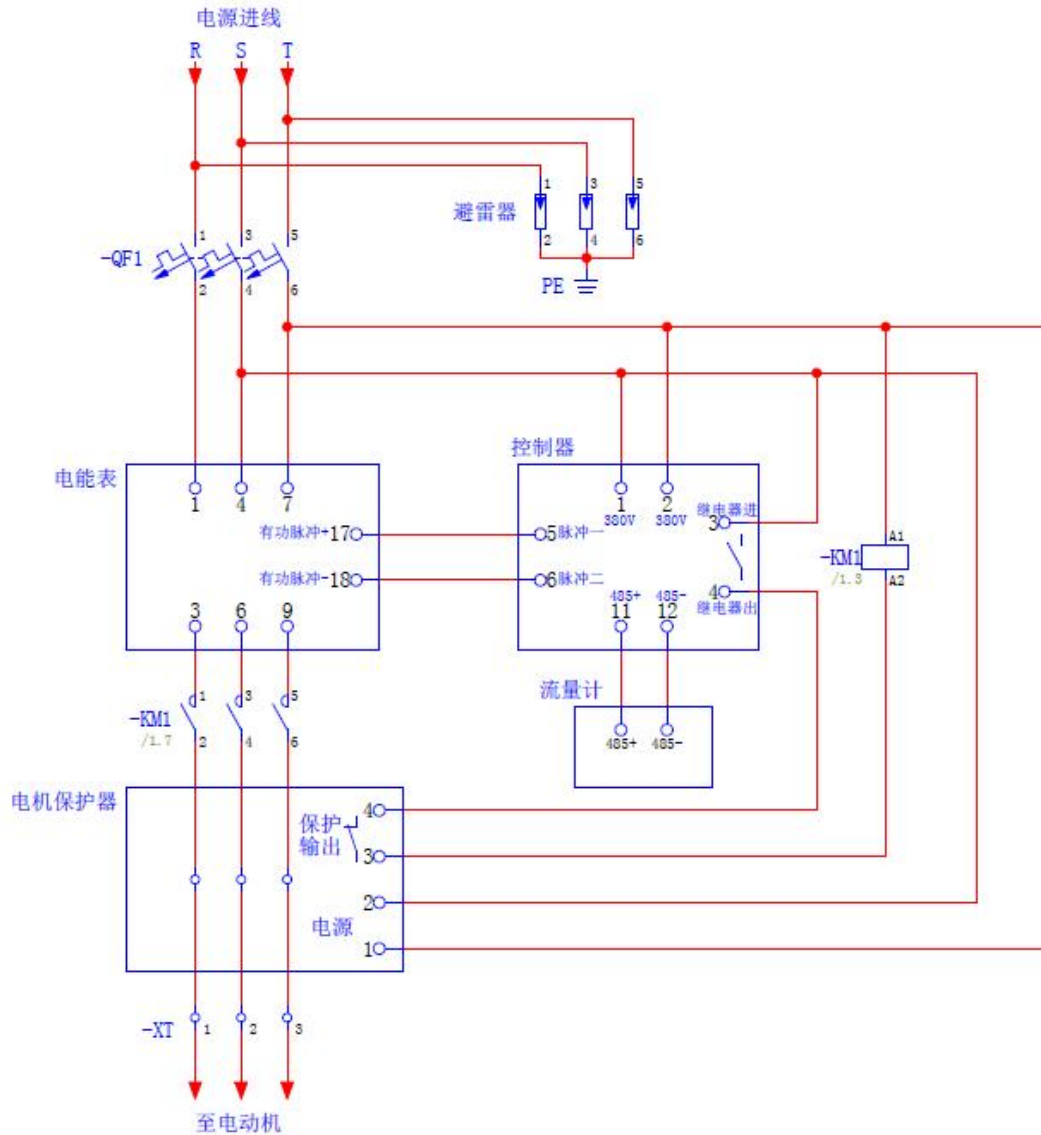 电源进线
R S T
1 3 5
避雷器
2 4 6
PE
-QF1
1 3 5
2 4 6
电能表
1 4 7
有功脉冲+17
有功脉冲-18
3 6 9
控制器
1 2
380V 380V
继电器进
3
5脉冲一
6脉冲二
4
继电器出
485+ 485-
11 12
-KM1
/1.3
A1
A2
流量计
485+ 485-
-KM1
/1.7
1 3 5
2 4 6
电机保护器
保护
输出
4
3
电源
2
1
-XT
1 2 3
至电动机